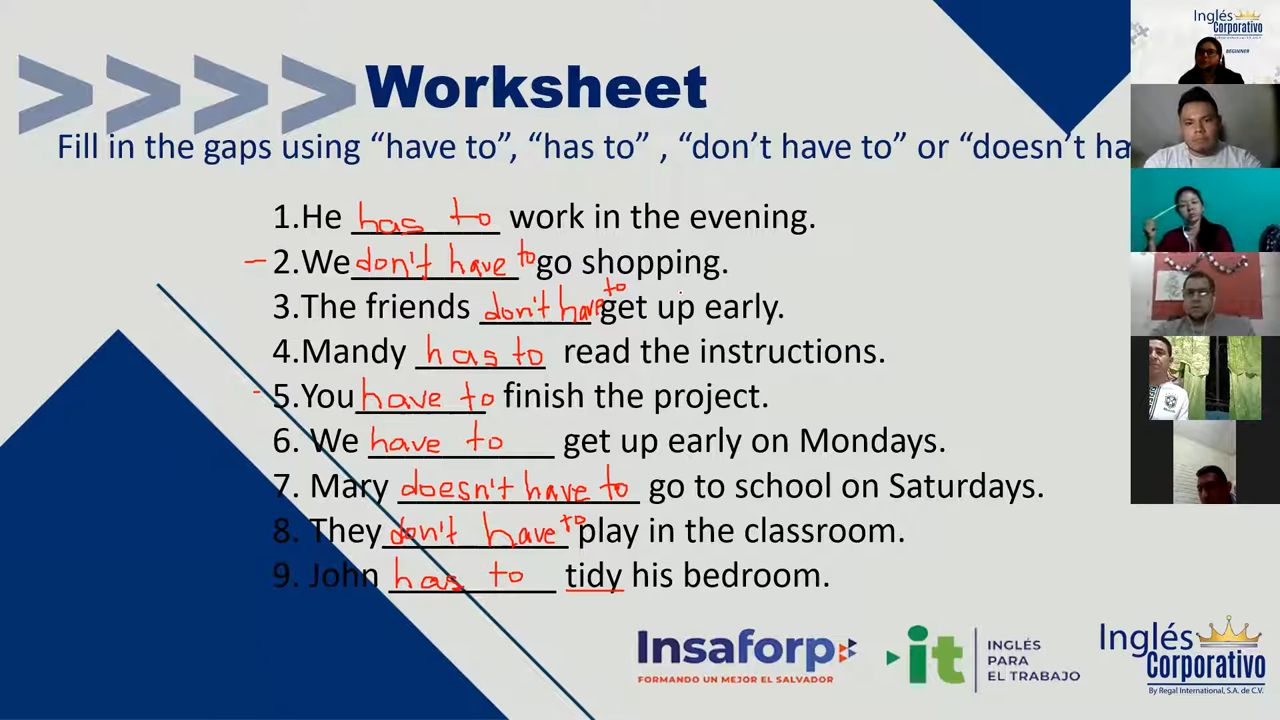 Worksheet
Fill in the gaps using “have to”, “has to” , “don’t have to” or “doesn’t ha
1.He has to work in the evening.
2.We don't have to go shopping.
3.The friends don't have to get up early.
4.Mandy has to read the instructions.
5.You have to finish the project.
6. We have to get up early on Mondays.
7. Mary doesn't have to go to school on Saturdays.
8. They don't have to play in the classroom.
9. John has to tidy his bedroom.
Insaforp
FORMANDO UN MEJOR EL SALVADOR
it
INGLÉS
PARA
EL TRABAJO
Inglés
Corporativo
By Regal International, S.A. de C.V.
Inglés
Corporativo
BEGINNER